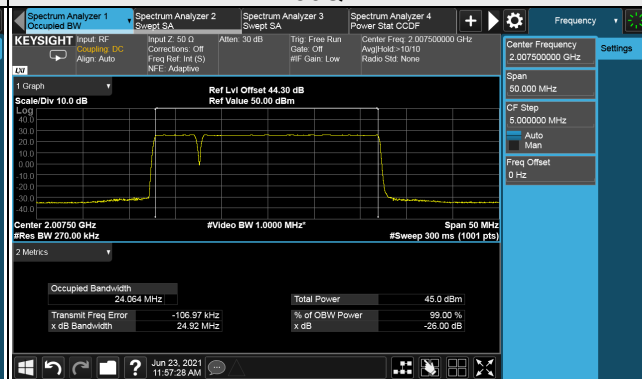 Spectrum Analyzer 1
Occupied BW
Spectrum Analyzer 2
Swept SA
Spectrum Analyzer 3
Swept SA
Spectrum Analyzer 4
Power Stat CCDF
+
Frequency
KEYSIGHT
Input: RF
Coupling: DC
Align: Auto
Input Z: 50 Ω
Corrections: Off
Freq Ref: Int (S)
NFE: Adaptive
Atten: 30 dB
Trig: Free Run
Gate: Off
#IF Gain: Low
Center Freq: 2.007500000 GHz
Avg|Hold:>10/10
Radio Std: None
LXI
Center Frequency
2.007500000 GHz
Settings
Span
50.000 MHz
CF Step
5.000000 MHz
Auto
Man
Freq Offset
0 Hz
1 Graph
Scale/Div 10.0 dB
Ref Lvl Offset 44.30 dB
Ref Value 50.00 dBm
Log
40.0
30.0
20.0
10.0
0.00
-10.0
-20.0
-30.0
-40.0
Center 2.00750 GHz
#Video BW 1.0000 MHz*
Span 50 MHz
#Res BW 270.00 kHz
#Sweep 300 ms (1001 pts)
2 Metrics
Occupied Bandwidth
24.064 MHz
Total Power
45.0 dBm
Transmit Freq Error
-106.97 kHz
% of OBW Power
99.00 %
x dB Bandwidth
24.92 MHz
x dB
-26.00 dB
?
Jun 23, 2021
11:57:28 AM